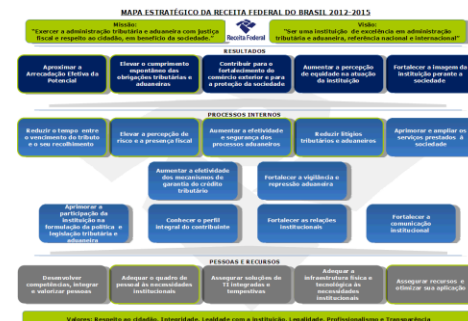 MAPA ESTRATÉGICO DA RECEITA FEDERAL DO BRASIL 2012-2015
Missão:
"Exercer a administração tributária e aduaneira com justiça
fiscal e respeito ao cidadão, em benefício da sociedade."
Receita Federal
Visão:
"Ser uma instituição de excelência em administração
tributária e aduaneira, referência nacional e internacional"
RESULTADOS
Aproximar a
Arrecadação Efetiva da
Potencial
Elevar o cumprimento
espontâneo das
obrigações tributárias e
aduaneiras
Contribuir para o
fortalecimento do
comércio exterior e para
a proteção da sociedade
Aumentar a percepção
de equidade na atuação
da instituição
Fortalecer a imagem da
instituição perante a
sociedade
PROCESSOS INTERNOS
Reduzir o tempo entre
o vencimento do tributo
e o seu recolhimento
Elevar a percepção de
risco e a presença fiscal
Aumentar a efetividade
e segurança dos
processos aduaneiros
Reduzir litígios
tributários e aduaneiros
Aprimorar e ampliar os
serviços prestados à
sociedade
Aumentar a efetividade
dos mecanismos de
garantia do crédito
tributário
Fortalecer a vigilância e
repressão aduaneira
Aprimorar a
participação da
instituição na
formulação da política e
legislação tributária e
aduaneira
Conhecer o perfil
integral do contribuinte
Fortalecer as relações
institucionais
Fortalecer a
comunicação
institucional
PESSOAS E RECURSOS
Desenvolver
competências, integrar
e valorizar pessoas
Adequar o quadro de
pessoal às necessidades
institucionais
Assegurar soluções de
TI integradas e
tempestivas
Adequar a
infraestrutura física e
tecnológica às
necessidades
institucionais
Assegurar recursos e
otimizar sua aplicação
Valores: Respeito ao cidadão, Integridade, Lealdade com a instituição, Legalidade, Profissionalismo e Transparência